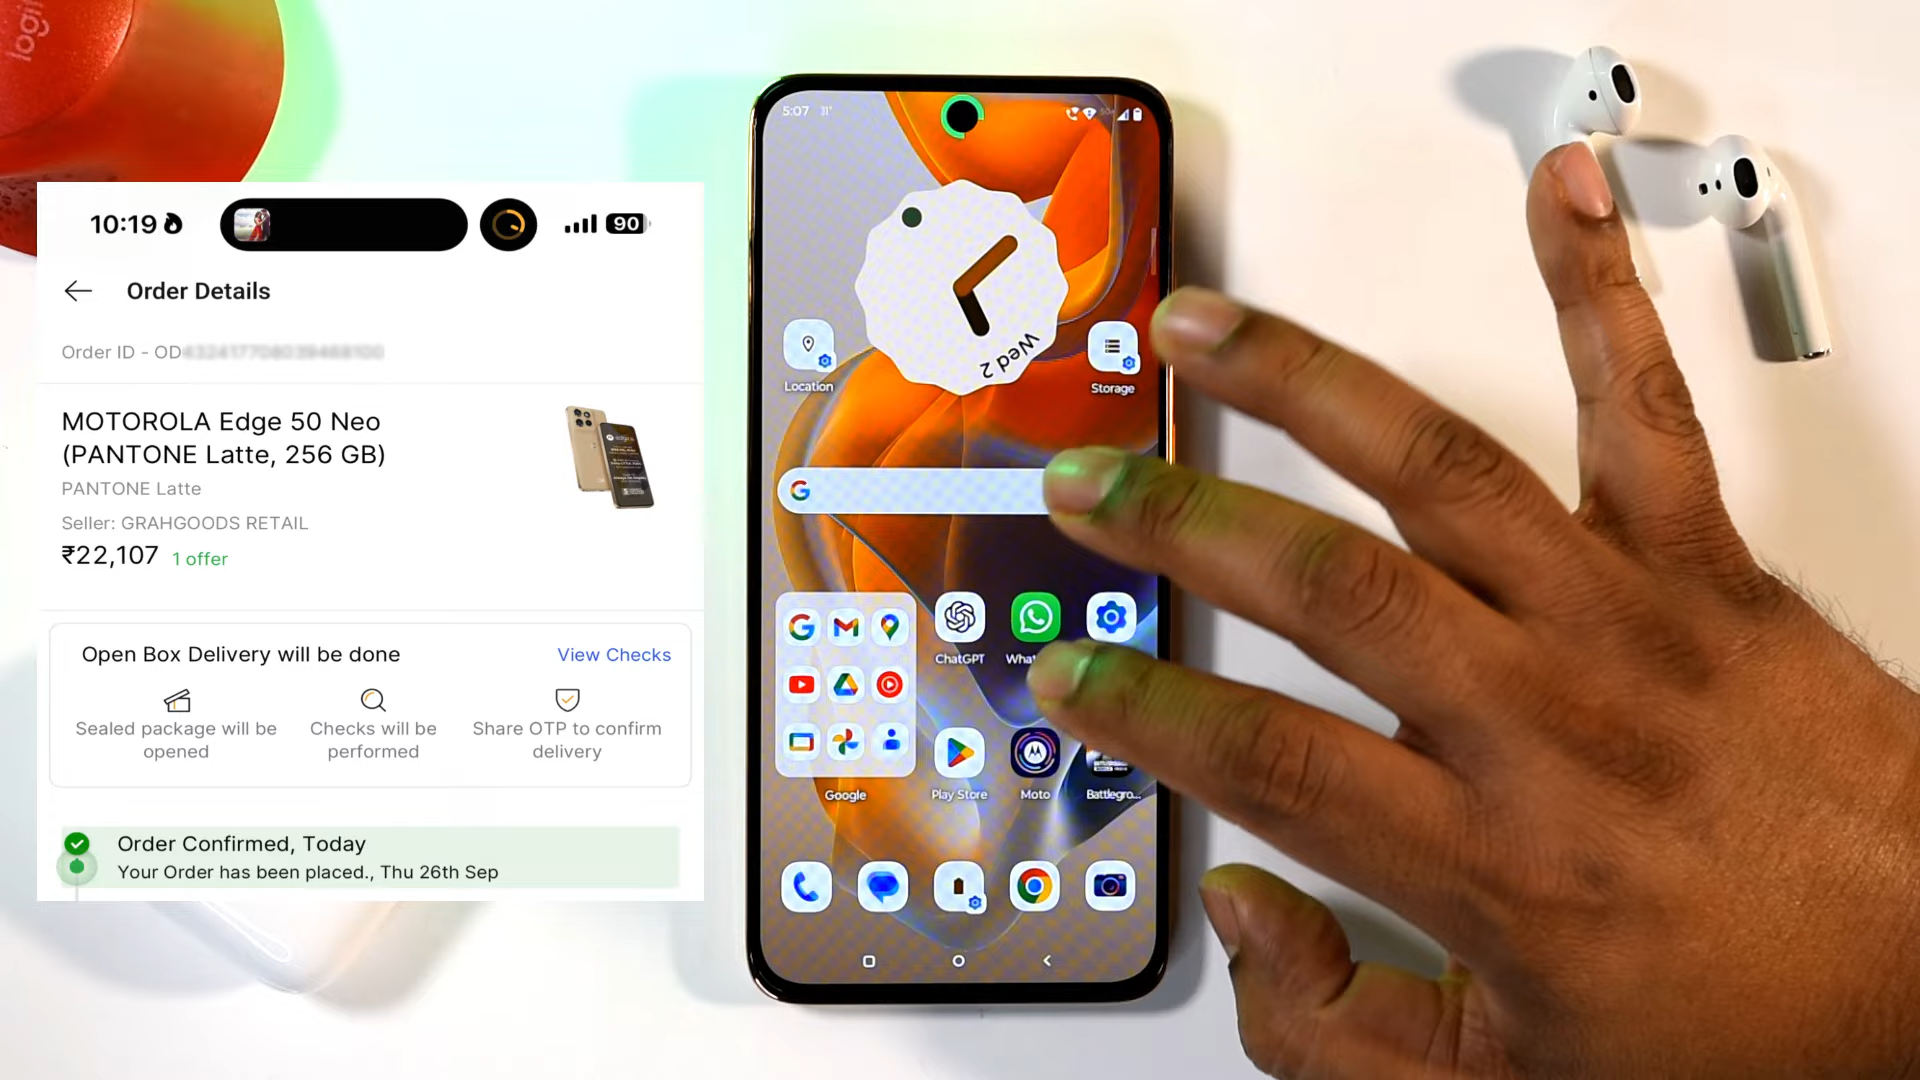 logi
10:19
90
Order Details
Order ID - OD
MOTOROLA Edge 50 Neo
(PANTONE Latte, 256 GB)
PANTONE Latte
Seller: GRAHGOODS RETAIL
₹22,107 1 offer
Open Box Delivery will be done
View Checks
Sealed package will be
opened
Checks will be
performed
Share OTP to confirm
delivery
Order Confirmed, Today
Your Order has been placed., Thu 26th Sep
5:07 31°
Wed 2
Location
Storage
ChatGPT
What
Google
Play Store
Moto
Battlegro...